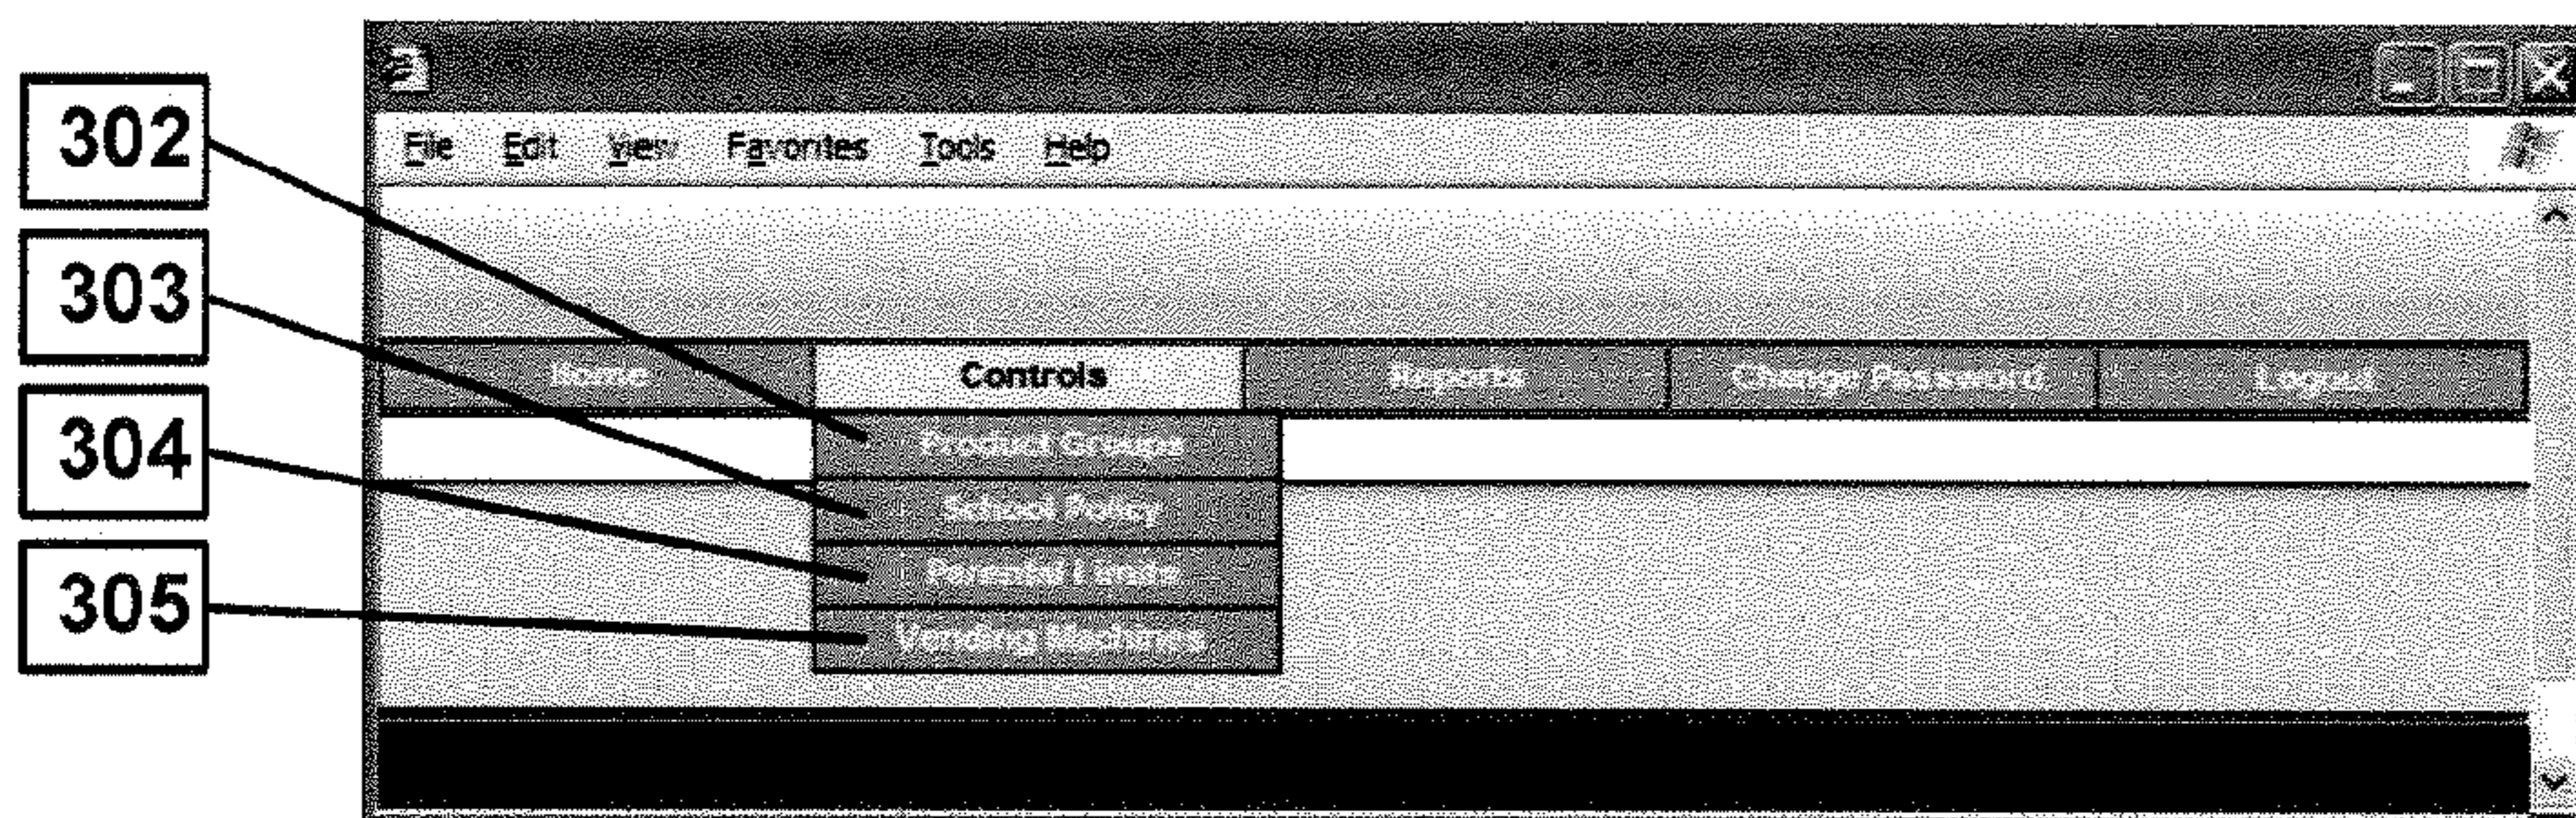 302
303
304
305
File Edit View Favorites Tools Help
Home Controls Reports Change Password Logout
Product Groups
School Policy
Parental Limits
Vending Machines